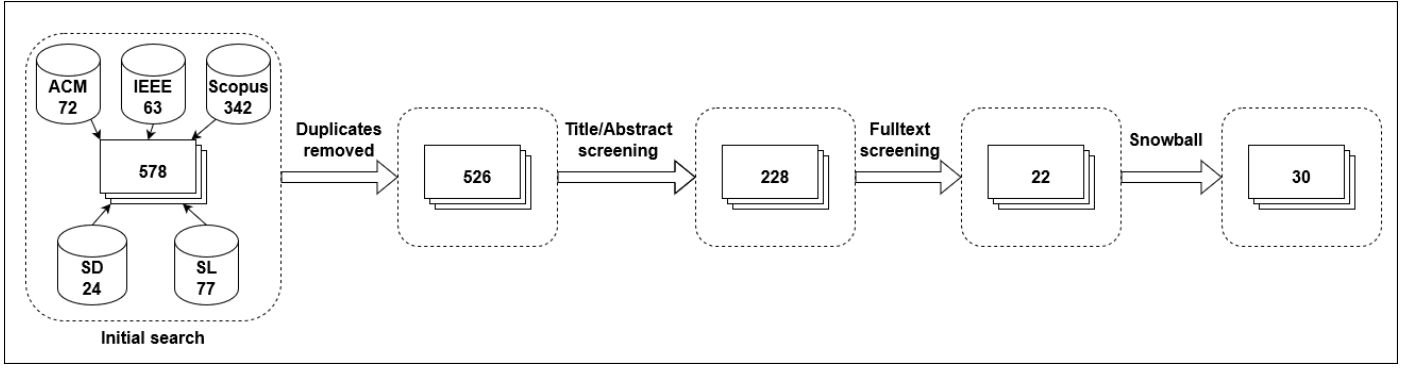 ACM
72
IEEE
63
Scopus
342
578
SD
24
SL
77
Initial search
Duplicates
removed
526
Title/Abstract
screening
228
Fulltext
screening
22
Snowball
30